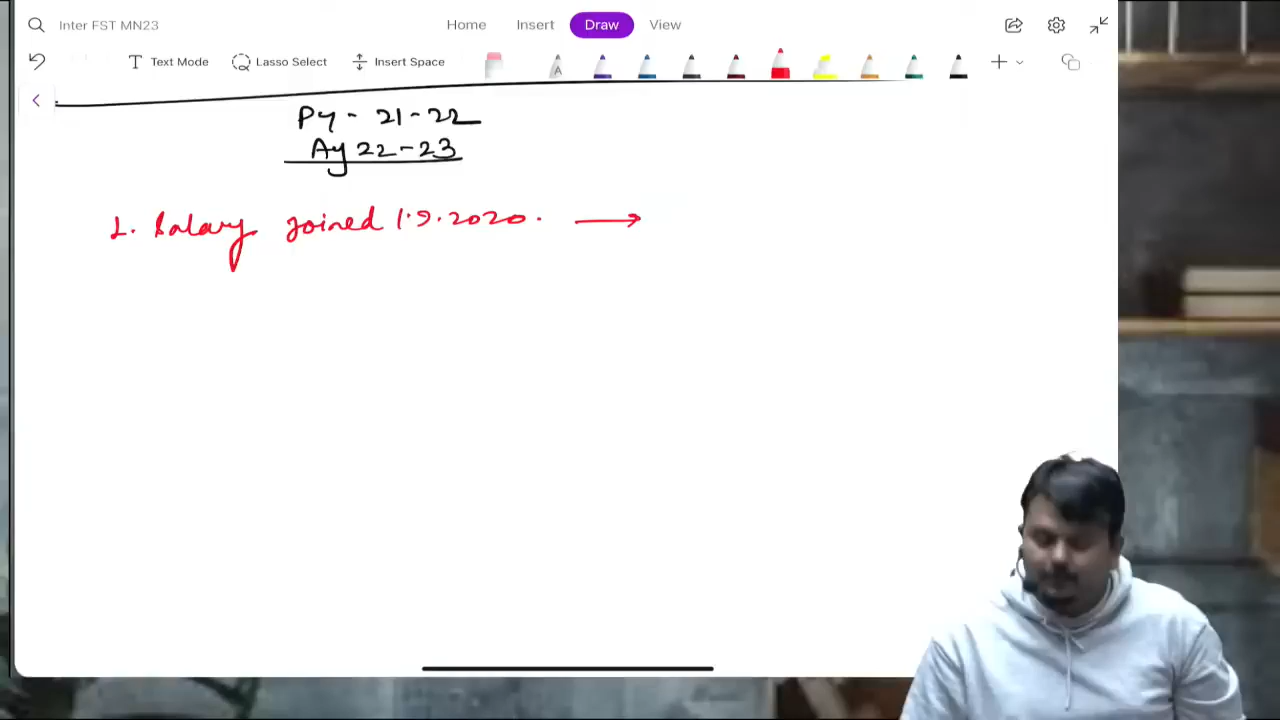 Inter FST MN23
Home Insert Draw View
Text Mode Lasso Select Insert Space
Py - 21-22
Ay 22-23
1. Salary joined 1.9.2020. →